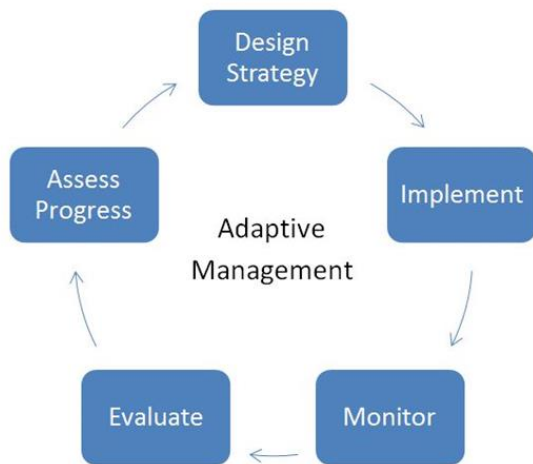 Design
Strategy
Implement
Monitor
Evaluate
Assess
Progress
Adaptive
Management